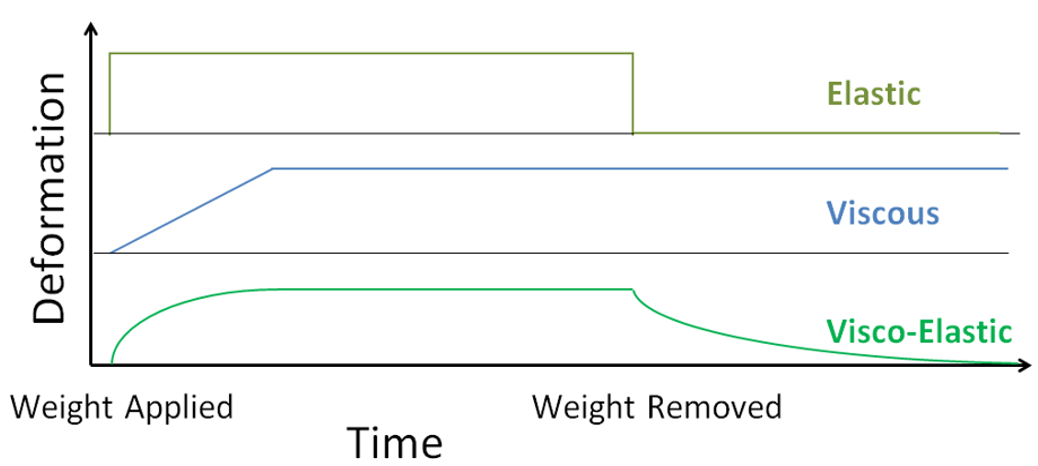 Deformation
Elastic
Viscous
Visco-Elastic
Weight Applied
Weight Removed
Time